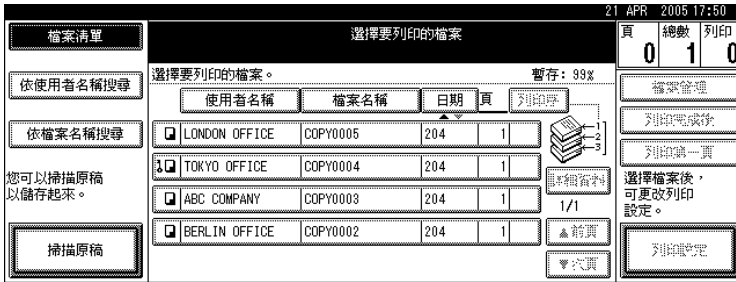 21 APR 2005 17:50
檔案清單
選擇要列印的檔案
頁 總數 列印
0 1 0
依使用者名稱搜尋
選擇要列印的檔案。 暫存: 99%
檔案管理
使用者名稱 檔案名稱 日期 頁 列印序
列印完成後
依檔案名稱搜尋
LONDON OFFICE COPY0005 204 1
1
2
3
列印第一頁
您可以掃描原稿
以儲存起來。
TOKYO OFFICE COPY0004 204 1
詳細資料
選擇檔案後,
可更改列印
設定。
ABC COMPANY COPY0003 204 1
1/1
BERLIN OFFICE COPY0002 204 1
▲前頁
掃描原稿
▼次頁
列印設定